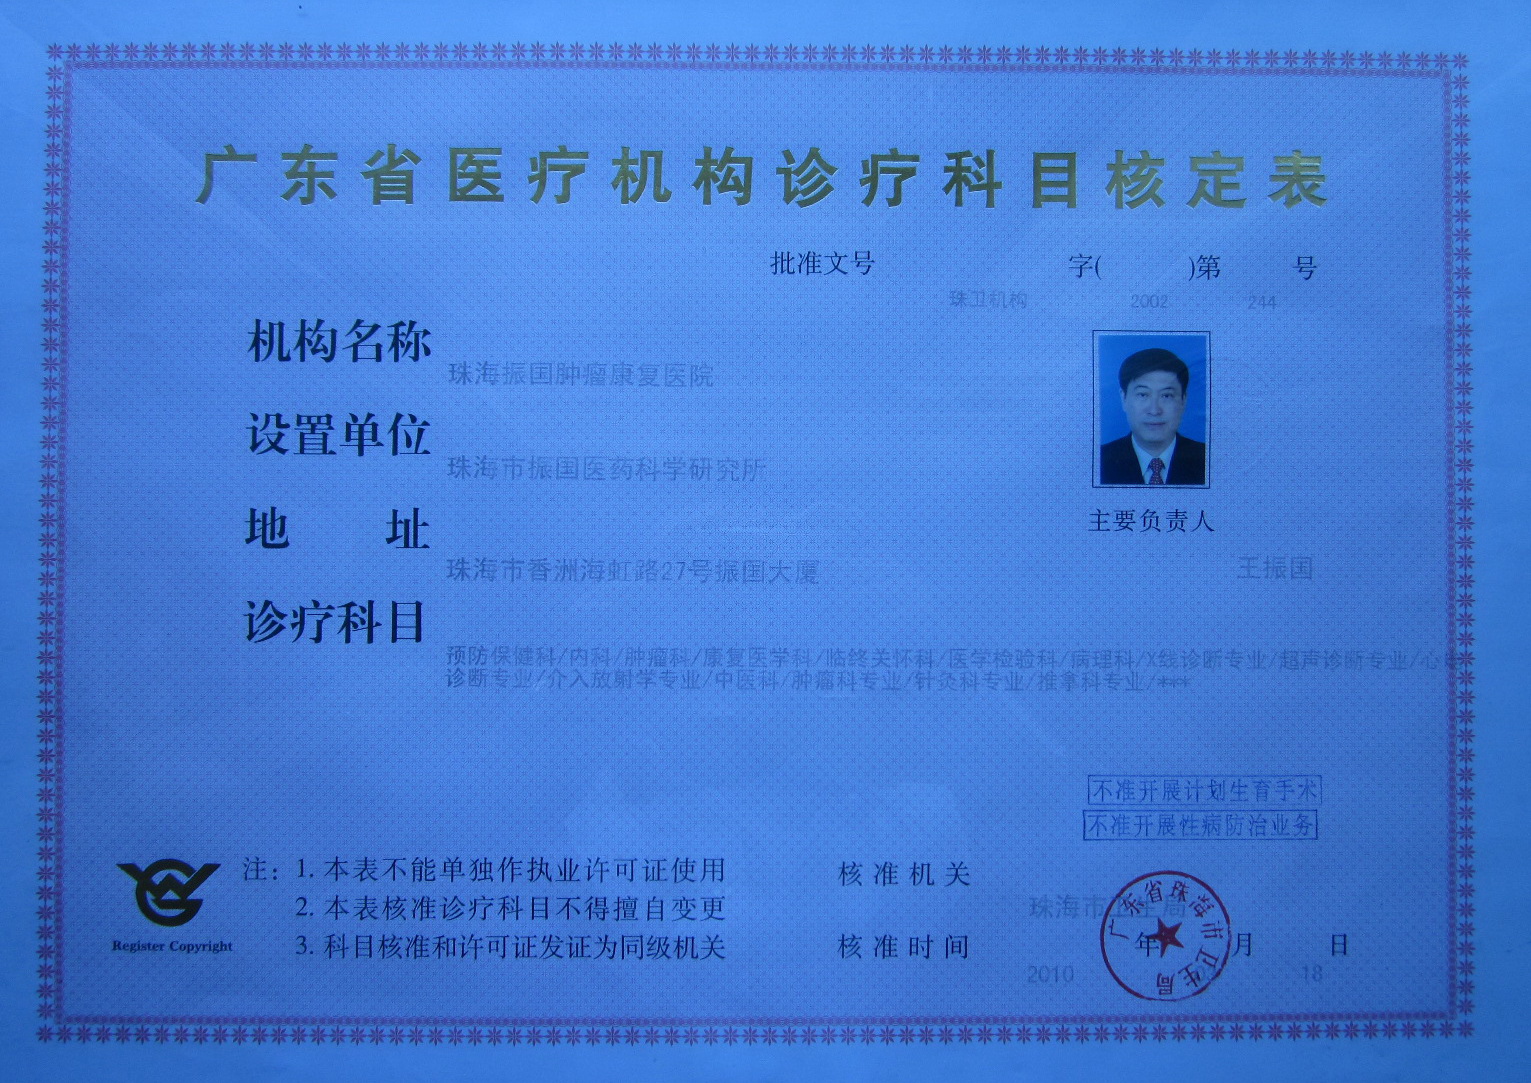 广东省医疗机构诊疗科目核定表
批准文号 字( )第 号
珠卫机构 2002 244
机构名称
珠海振国肿瘤康复医院
设置单位
珠海市振国医药科学研究所
地 址
主要负责人
珠海市香洲海虹路27号振国大厦
王振国
诊疗科目
预防保健科/内科/肿瘤科/康复医学科/临终关怀科/医学检验科/病理科/X线诊断专业/超声诊断专业/心电
诊断专业/介入放射学专业/中医科/肿瘤科专业/针灸科专业/推拿科专业/***
不准开展计划生育手术
不准开展性病防治业务
注: 1. 本表不能单独作执业许可证使用
2. 本表核准诊疗科目不得擅自变更
3. 科目核准和许可证发证为同级机关
Register Copyright
核准机关
珠海市卫生局
核准时间 年 月 日
2010 18
广东省珠海市卫生局